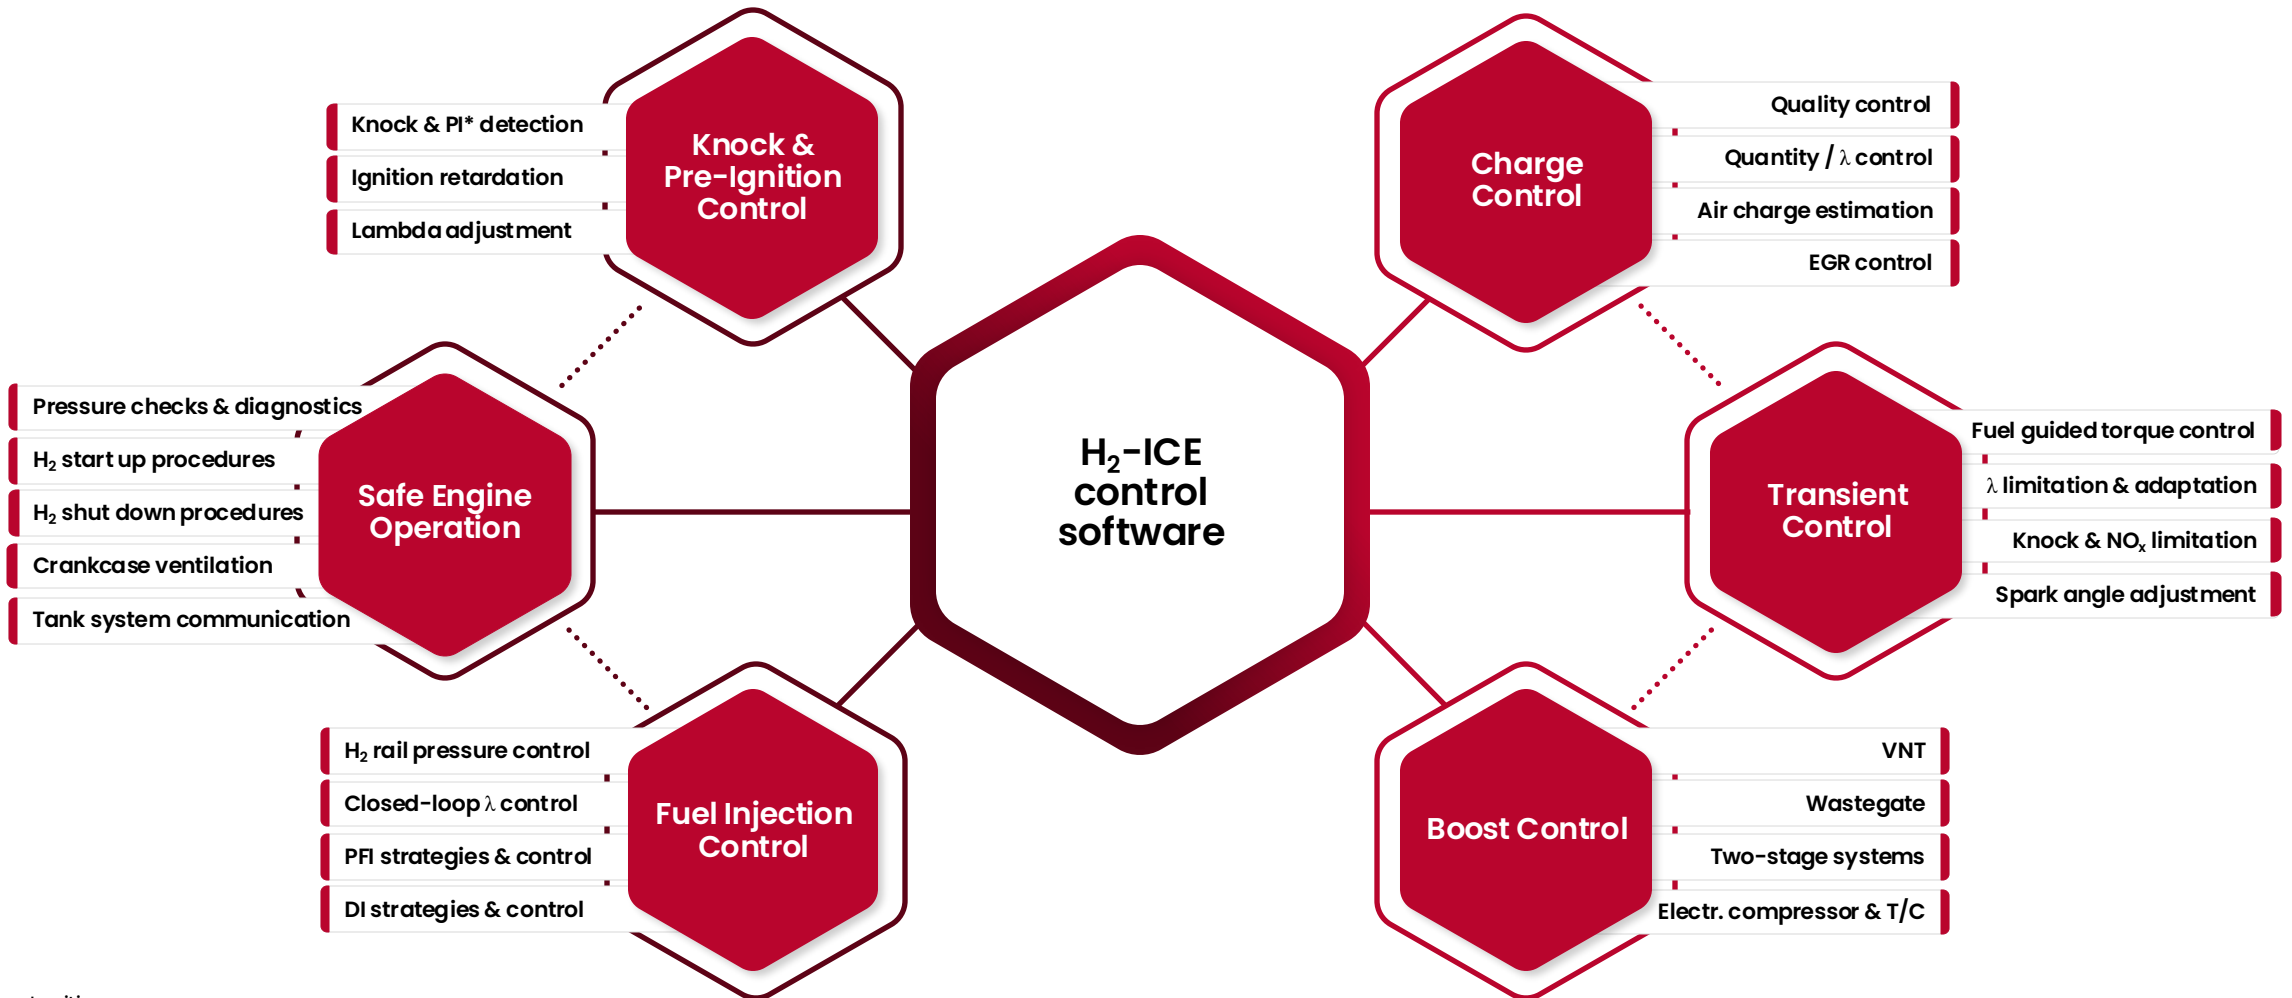 Knock & PI* detection
Ignition retardation
Lambda adjustment
Knock &
Pre-Ignition
Control
Charge
Control
Quality control
Quantity / λ control
Air charge estimation
EGR control
Pressure checks & diagnostics
H₂ start up procedures
H₂ shut down procedures
Crankcase ventilation
Tank system communication
Safe Engine
Operation
H₂-ICE
control
software
Transient
Control
Fuel guided torque control
λ limitation & adaptation
Knock & NOₓ limitation
Spark angle adjustment
H₂ rail pressure control
Closed-loop λ control
PFI strategies & control
DI strategies & control
Fuel Injection
Control
Boost Control
VNT
Wastegate
Two-stage systems
Electr. compressor & T/C